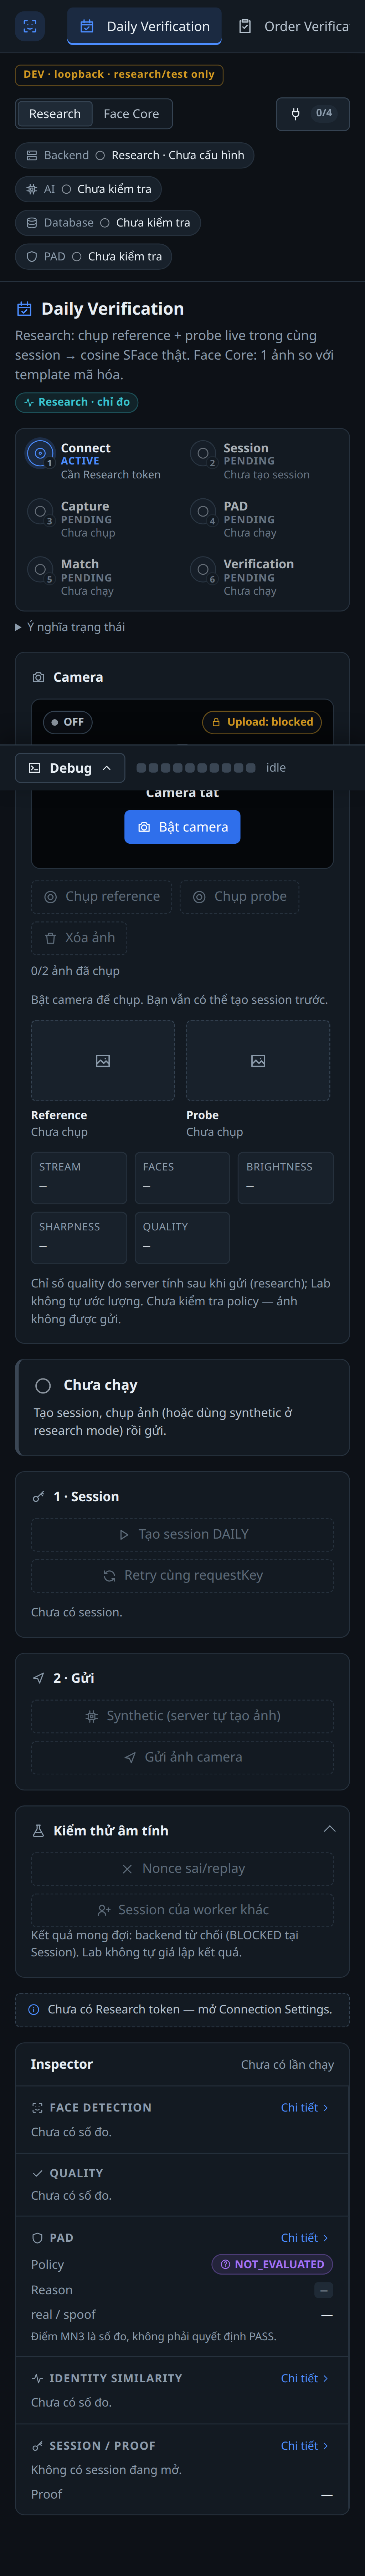 Daily Verification
Order Verifica
DEV · loopback · research/test only
Research
Face Core
0/4
Backend
Research · Chưa cấu hình
AI
Chưa kiểm tra
Database
Chưa kiểm tra
PAD
Chưa kiểm tra
Daily Verification
Research: chụp reference + probe live trong cùng
session → cosine SFace thật. Face Core: 1 ảnh so với
template mã hóa.
Research · chỉ đo
1
Connect
ACTIVE
Cần Research token
2
Session
PENDING
Chưa tạo session
3
Capture
PENDING
Chưa chụp
4
PAD
PENDING
Chưa chạy
5
Match
PENDING
Chưa chạy
6
Verification
PENDING
Chưa chạy
Ý nghĩa trạng thái
Camera
OFF
Upload: blocked
Debug
idle
Camera tắt
Bật camera
Chụp reference
Chụp probe
Xóa ảnh
0/2 ảnh đã chụp
Bật camera để chụp. Bạn vẫn có thể tạo session trước.
Reference
Chưa chụp
Probe
Chưa chụp
STREAM
—
FACES
—
BRIGHTNESS
—
SHARPNESS
—
QUALITY
—
Chỉ số quality do server tính sau khi gửi (research); Lab
không tự ước lượng. Chưa kiểm tra policy — ảnh
không được gửi.
Chưa chạy
Tạo session, chụp ảnh (hoặc dùng synthetic ở
research mode) rồi gửi.
1 · Session
Tạo session DAILY
Retry cùng requestKey
Chưa có session.
2 · Gửi
Synthetic (server tự tạo ảnh)
Gửi ảnh camera
Kiểm thử âm tính
Nonce sai/replay
Session của worker khác
Kết quả mong đợi: backend từ chối (BLOCKED tại
Session). Lab không tự giả lập kết quả.
Chưa có Research token — mở Connection Settings.
Inspector
Chưa có lần chạy
FACE DETECTION
Chi tiết
Chưa có số đo.
QUALITY
Chưa có số đo.
PAD
Chi tiết
Policy
NOT_EVALUATED
Reason
—
real / spoof
—
Điểm MN3 là số đo, không phải quyết định PASS.
IDENTITY SIMILARITY
Chi tiết
Chưa có số đo.
SESSION / PROOF
Chi tiết
Không có session đang mở.
Proof
—